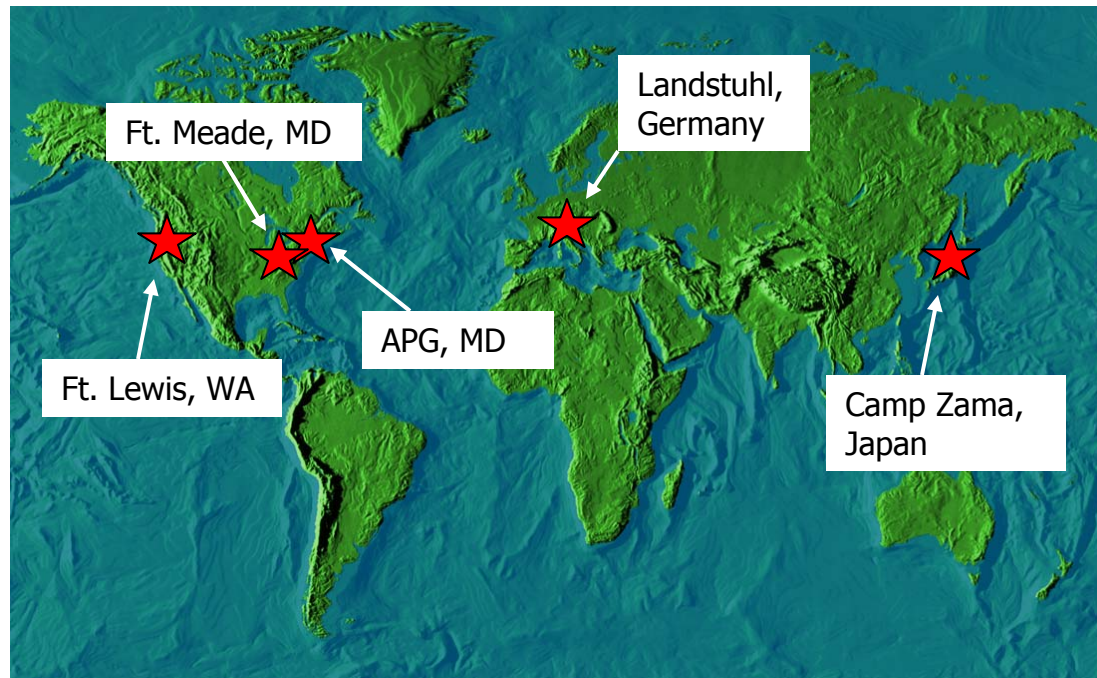 Landstuhl,
Germany
Ft. Meade, MD
APG, MD
Ft. Lewis, WA
Camp Zama,
Japan